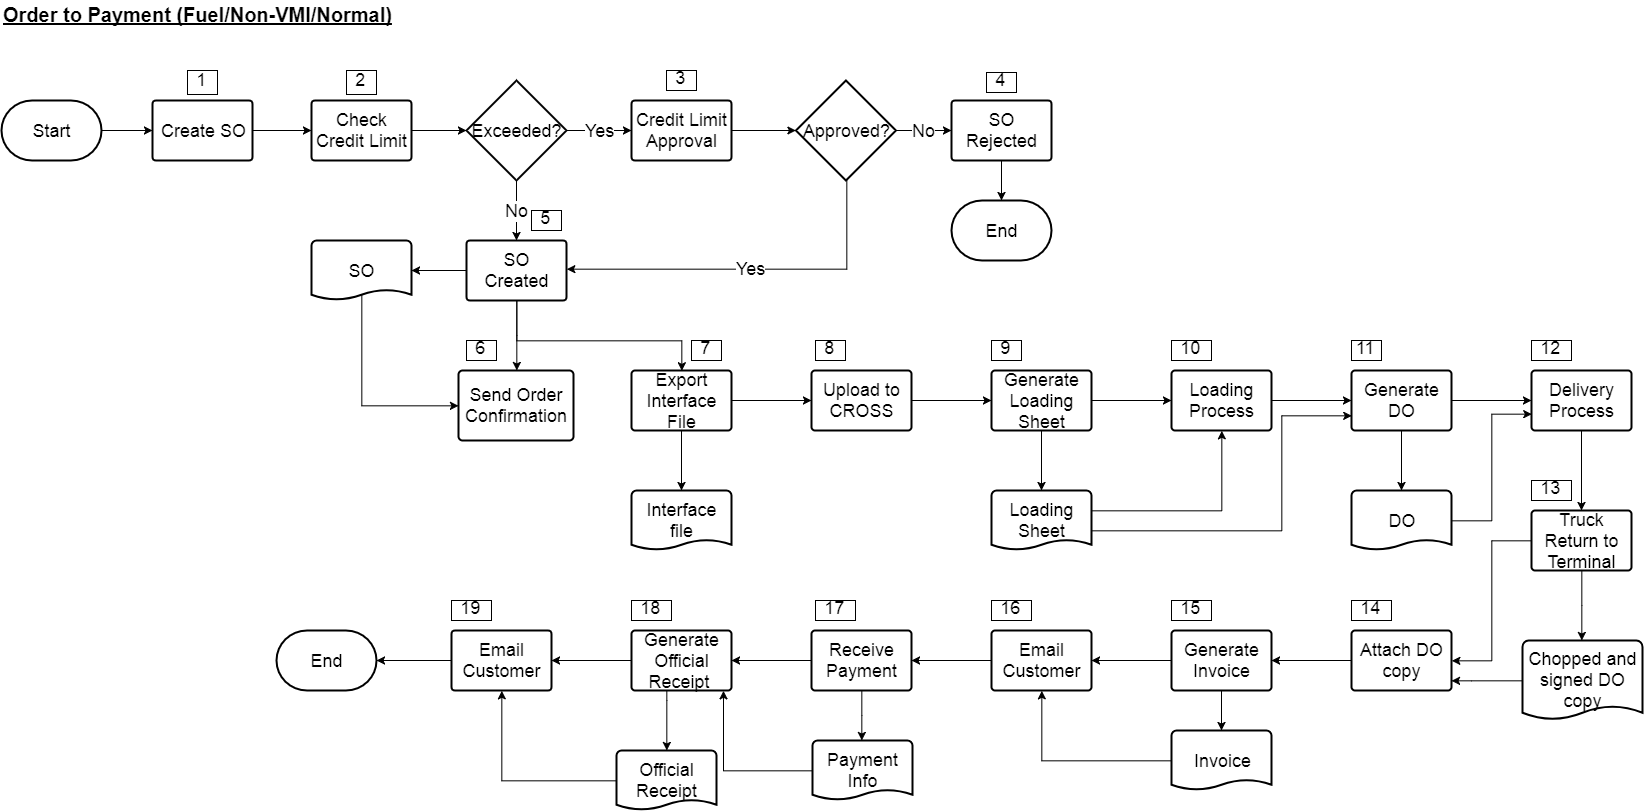 Order to Payment (Fuel/Non-VMI/Normal)
1
2
3
4
Start
Create SO
Check
Credit Limit
Exceeded?
Yes
Credit Limit
Approval
Approved?
No
SO
Rejected
No
5
End
SO
SO
Created
Yes
6
7
8
9
10
11
12
Send Order
Confirmation
Export
Interface
File
Upload to
CROSS
Generate
Loading
Sheet
Loading
Process
Generate
DO
Delivery
Process
13
Interface
file
Loading
Sheet
DO
Truck
Return to
Terminal
19
18
17
16
15
14
End
Email
Customer
Generate
Official
Receipt
Receive
Payment
Email
Customer
Generate
Invoice
Attach DO
copy
Chopped and
signed DO
copy
Official
Receipt
Payment
Info
Invoice